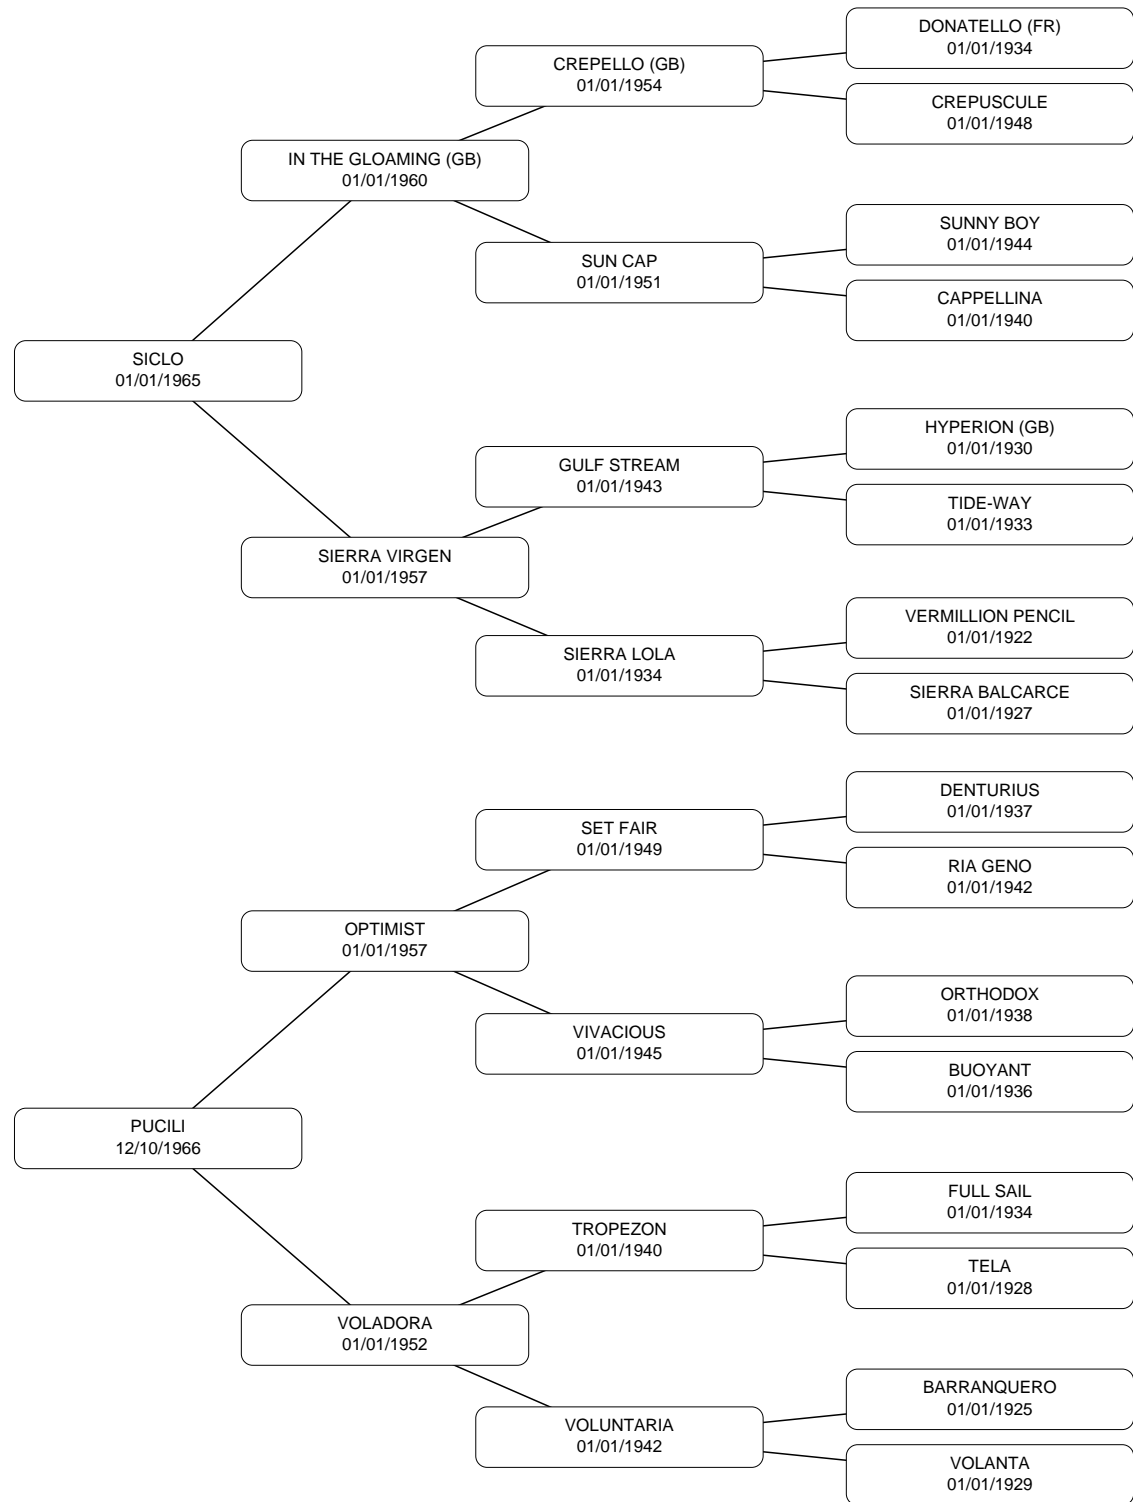 DONATELLO (FR)
01/01/1934
CREPELLO (GB)
01/01/1954
CREPUSCULE
01/01/1948
IN THE GLOAMING (GB)
01/01/1960
SUNNY BOY
01/01/1944
SUN CAP
01/01/1951
CAPPELLINA
01/01/1940
SICLO
01/01/1965
HYPERION (GB)
01/01/1930
GULF STREAM
01/01/1943
TIDE-WAY
01/01/1933
SIERRA VIRGEN
01/01/1957
VERMILLION PENCIL
01/01/1922
SIERRA LOLA
01/01/1934
SIERRA BALCARCE
01/01/1927
DENTURIUS
01/01/1937
SET FAIR
01/01/1949
RIA GENO
01/01/1942
OPTIMIST
01/01/1957
ORTHODOX
01/01/1938
VIVACIOUS
01/01/1945
BUOYANT
01/01/1936
PUCILI
12/10/1966
FULL SAIL
01/01/1934
TROPEZON
01/01/1940
TELA
01/01/1928
VOLADORA
01/01/1952
BARRANQUERO
01/01/1925
VOLUNTARIA
01/01/1942
VOLANTA
01/01/1929